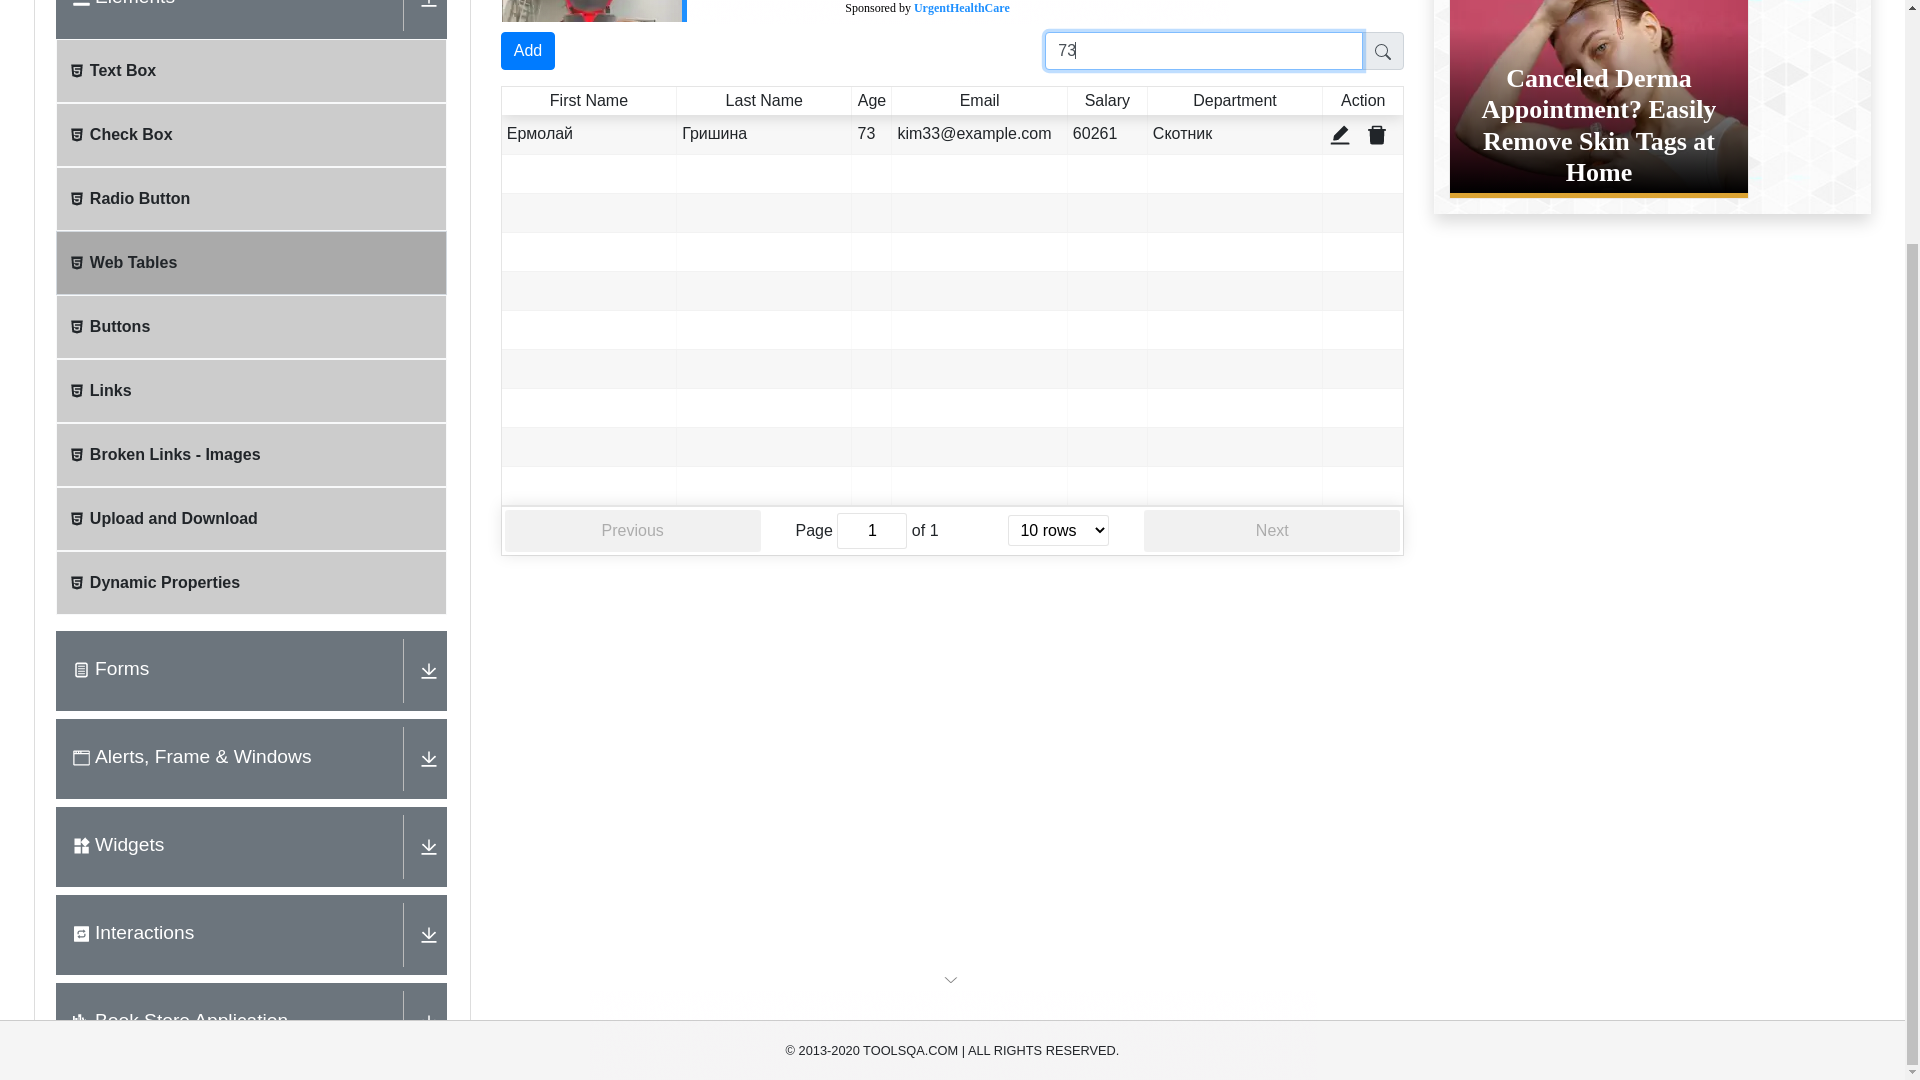 Elements
Text Box
Check Box
Radio Button
Web Tables
Buttons
Links
Broken Links - Images
Upload and Download
Dynamic Properties
Forms
Alerts, Frame & Windows
Widgets
Interactions
Book Store Application
Sponsored by UrgentHealthCare
Add
73
First Name Last Name Age Email Salary Department Action
Ермолай Гришина 73 kim33@example.com 60261 Скотник
Previous Page 1 of 1 10 rows Next
Canceled Derma
Appointment? Easily
Remove Skin Tags at
Home
© 2013-2020 TOOLSQA.COM | ALL RIGHTS RESERVED.